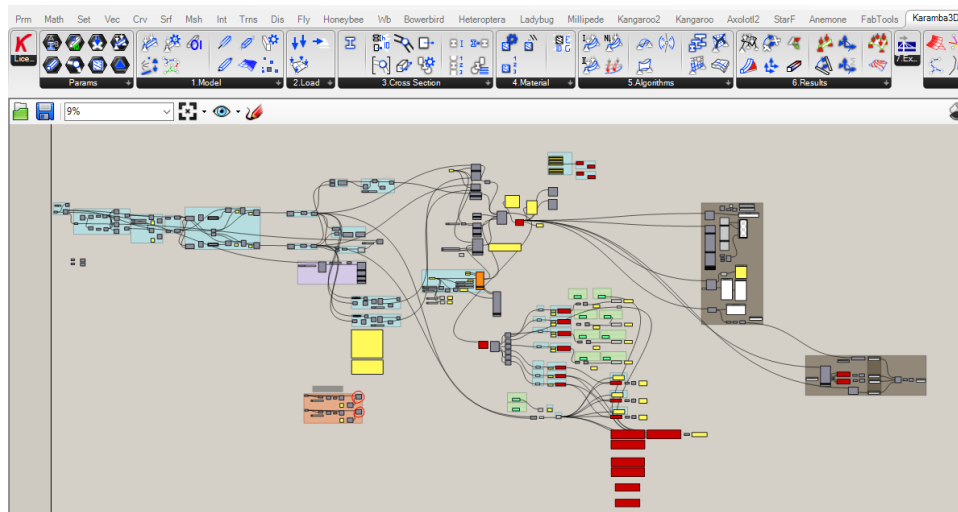 Prm Math Set Vec Crv Srf Msh Int Trns Dis Fly Honeybee Wb Bowerbird Heteroptera Ladybug Millipede Kangaroo2 Kangaroo Axolotl2 StarF Anemone FabTools Karamba3D
Lice...
Params
1.Model
2.Load
3.Cross Section
4.Material
5.Algorithms
6.Results
7.Ex...
9%